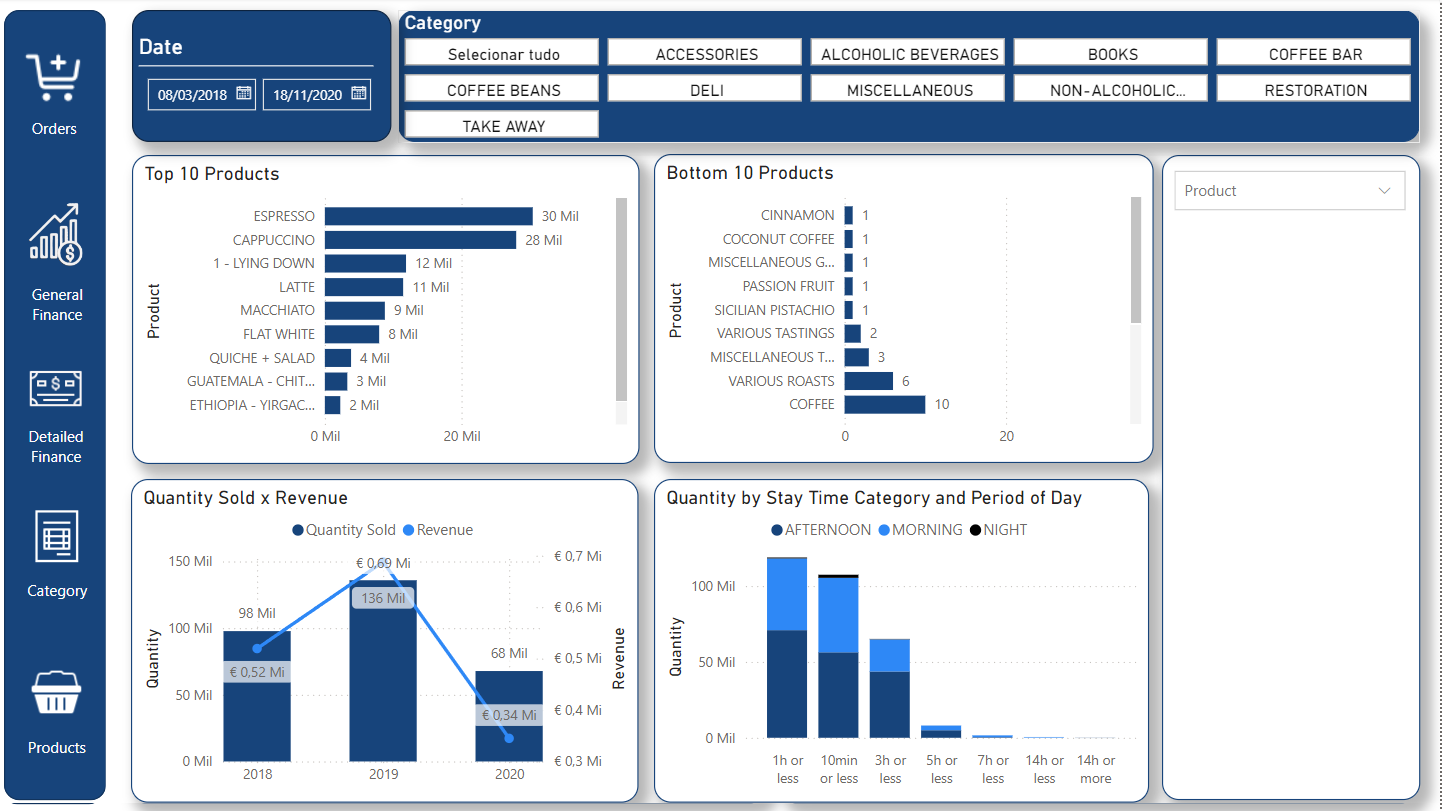 Orders
General
Finance
Detailed
Finance
Category
Products
Date
08/03/2018
18/11/2020
Category
Selecionar tudo
ACCESSORIES
ALCOHOLIC BEVERAGES
BOOKS
COFFEE BAR
COFFEE BEANS
DELI
MISCELLANEOUS
NON-ALCOHOLIC...
RESTORATION
TAKE AWAY
Top 10 Products
Product
ESPRESSO 30 Mil
CAPPUCCINO 28 Mil
1 - LYING DOWN 12 Mil
LATTE 11 Mil
MACCHIATO 9 Mil
FLAT WHITE 8 Mil
QUICHE + SALAD 4 Mil
GUATEMALA - CHIT... 3 Mil
ETHIOPIA - YIRGAC... 2 Mil
0 Mil 20 Mil
Bottom 10 Products
Product
CINNAMON 1
COCONUT COFFEE 1
MISCELLANEOUS G... 1
PASSION FRUIT 1
SICILIAN PISTACHIO 1
VARIOUS TASTINGS 2
MISCELLANEOUS T... 3
VARIOUS ROASTS 6
COFFEE 10
0 20
Product
Quantity Sold x Revenue
Quantity Sold Revenue
Quantity
150 Mil
100 Mil
50 Mil
0 Mil
98 Mil
€ 0,52 Mi
€ 0,69 Mi
136 Mil
68 Mil
€ 0,34 Mi
€ 0,7 Mi
€ 0,6 Mi
€ 0,5 Mi
€ 0,4 Mi
€ 0,3 Mi
Revenue
2018 2019 2020
Quantity by Stay Time Category and Period of Day
AFTERNOON MORNING NIGHT
Quantity
100 Mil
50 Mil
0 Mil
1h or
less
10min
or less
3h or
less
5h or
less
7h or
less
14h or
less
14h or
more